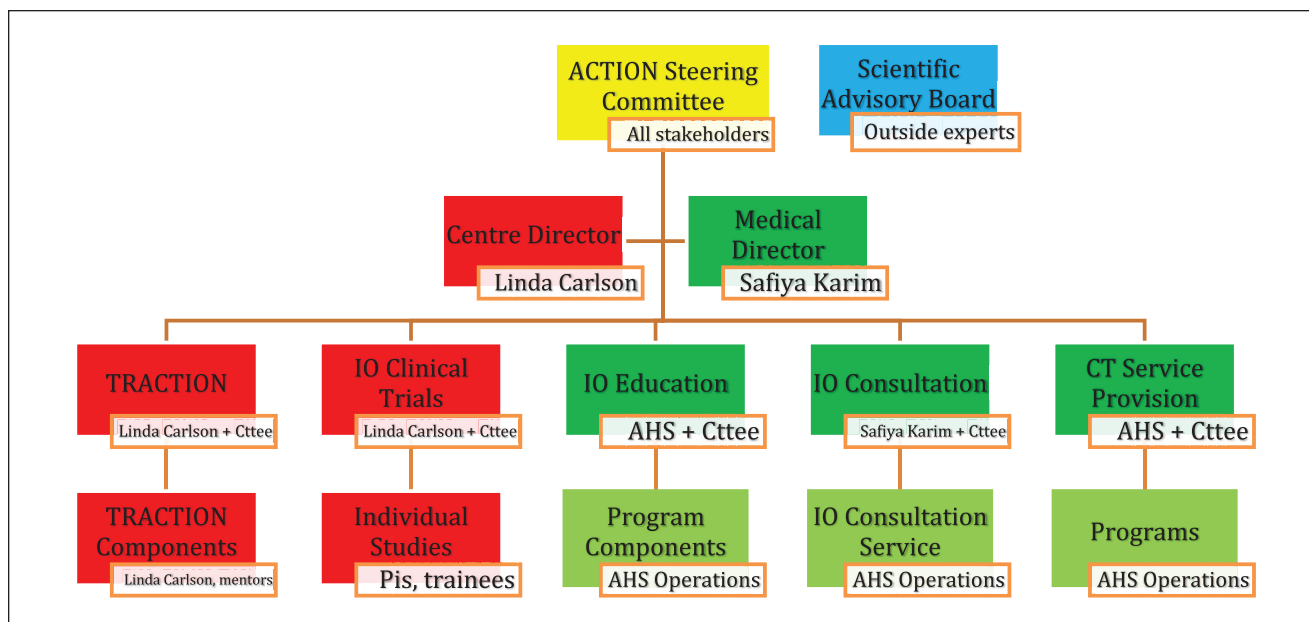 ACTION Steering
Committee
All stakeholders
Scientific
Advisory Board
Outside experts
Centre Director
Linda Carlson
Medical
Director
Safiya Karim
TRACTION
Linda Carlson + Cttee
IO Clinical
Trials
Linda Carlson + Cttee
IO Education
AHS + Cttee
IO Consultation
Safiya Karim + Cttee
CT Service
Provision
AHS + Cttee
TRACTION
Components
Linda Carlson, mentors
Individual
Studies
Pis, trainees
Program
Components
AHS Operations
IO Consultation
Service
AHS Operations
Programs
AHS Operations